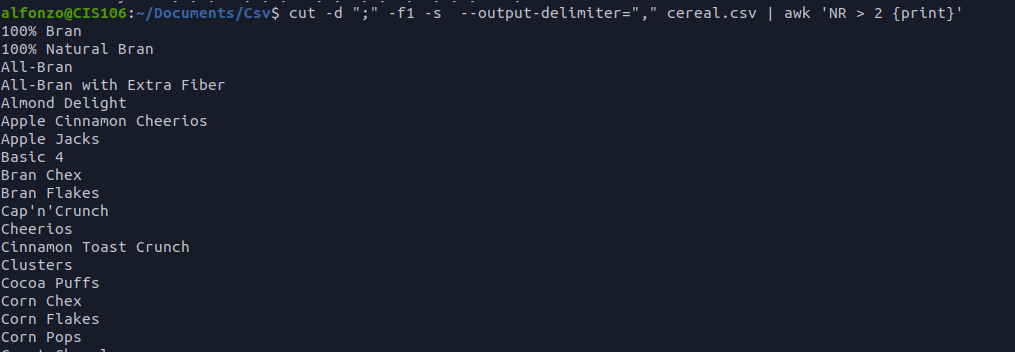 alfonzo@CIS106:~/Documents/Csv$ cut -d ";" -f1 -s  --output-delimiter="," cereal.csv | awk 'NR > 2 {print}'
100% Bran
100% Natural Bran
All-Bran
All-Bran with Extra Fiber
Almond Delight
Apple Cinnamon Cheerios
Apple Jacks
Basic 4
Bran Chex
Bran Flakes
Cap'n'Crunch
Cheerios
Cinnamon Toast Crunch
Clusters
Cocoa Puffs
Corn Chex
Corn Flakes
Corn Pops